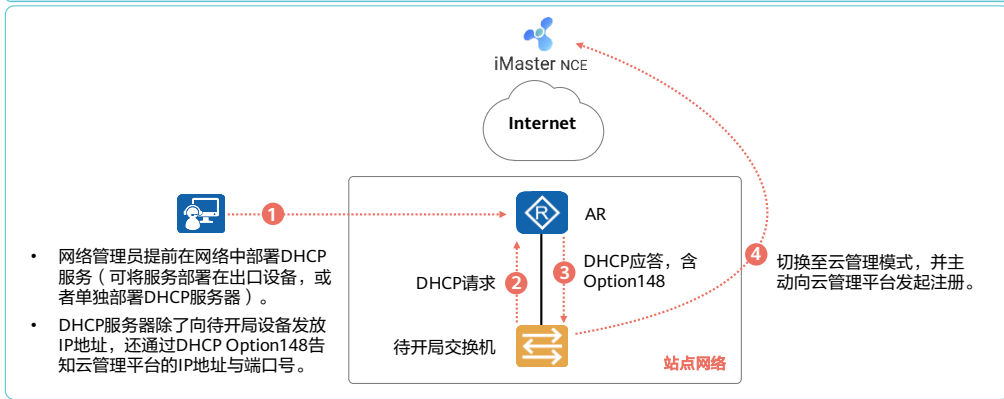 iMaster NCE
Internet
1
AR
• 网络管理员提前在网络中部署DHCP
服务（可将服务部署在出口设备，或
者单独部署DHCP服务器）。
• DHCP服务器除了向待开局设备发放
IP地址，还通过DHCP Option148告
知云管理平台的IP地址与端口号。
DHCP请求
2
3
DHCP应答，含
Option148
4
切换至云管理模式，并主
动向云管理平台发起注册。
待开局交换机
站点网络
R